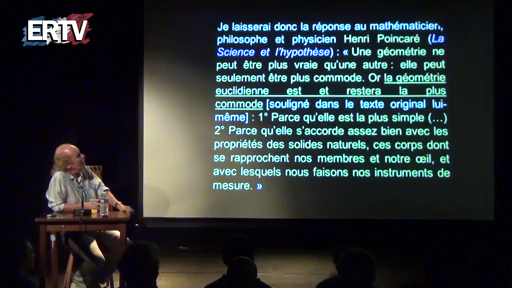 ERTV
Je laisserai donc la réponse au mathématicien,
philosophe et physicien Henri Poincaré (La
Science et l'hypothèse) : « Une géométrie ne
peut être plus vraie qu'une autre : elle peut
seulement être plus commode. Or la géométrie
euclidienne est et restera la plus
commode [souligné dans le texte original lui-
même] : 1° Parce qu'elle est la plus simple (…)
2° Parce qu'elle s'accorde assez bien avec les
propriétés des solides naturels, ces corps dont
se rapprochent nos membres et notre œil, et
avec lesquels nous faisons nos instruments de
mesure. »